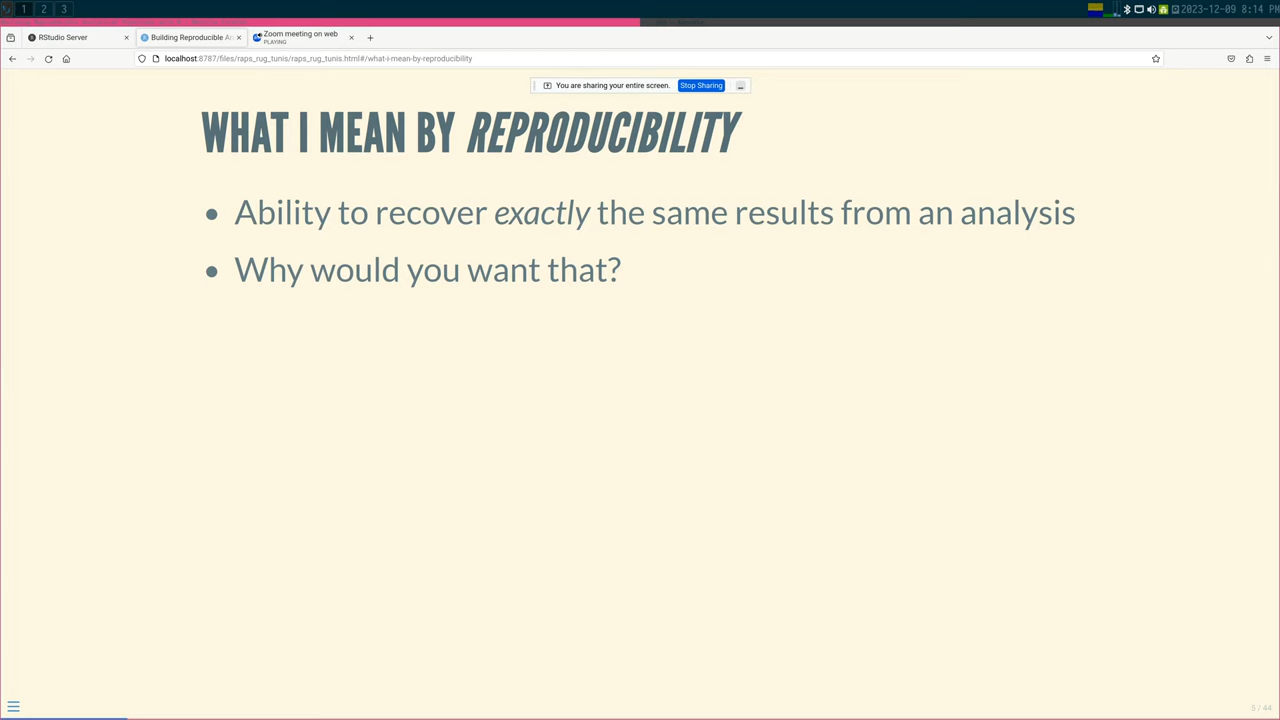 1 2 3
2023-12-09 8:14 PM
RStudio Server
Building Reproducible An
Zoom meeting on web
PLAYING
localhost:8787/files/raps_rug_tunis/raps_rug_tunis.html#/what-i-mean-by-reproducibility
You are sharing your entire screen. Stop Sharing
WHAT I MEAN BY REPRODUCIBILITY
• Ability to recover exactly the same results from an analysis
• Why would you want that?
5 / 44